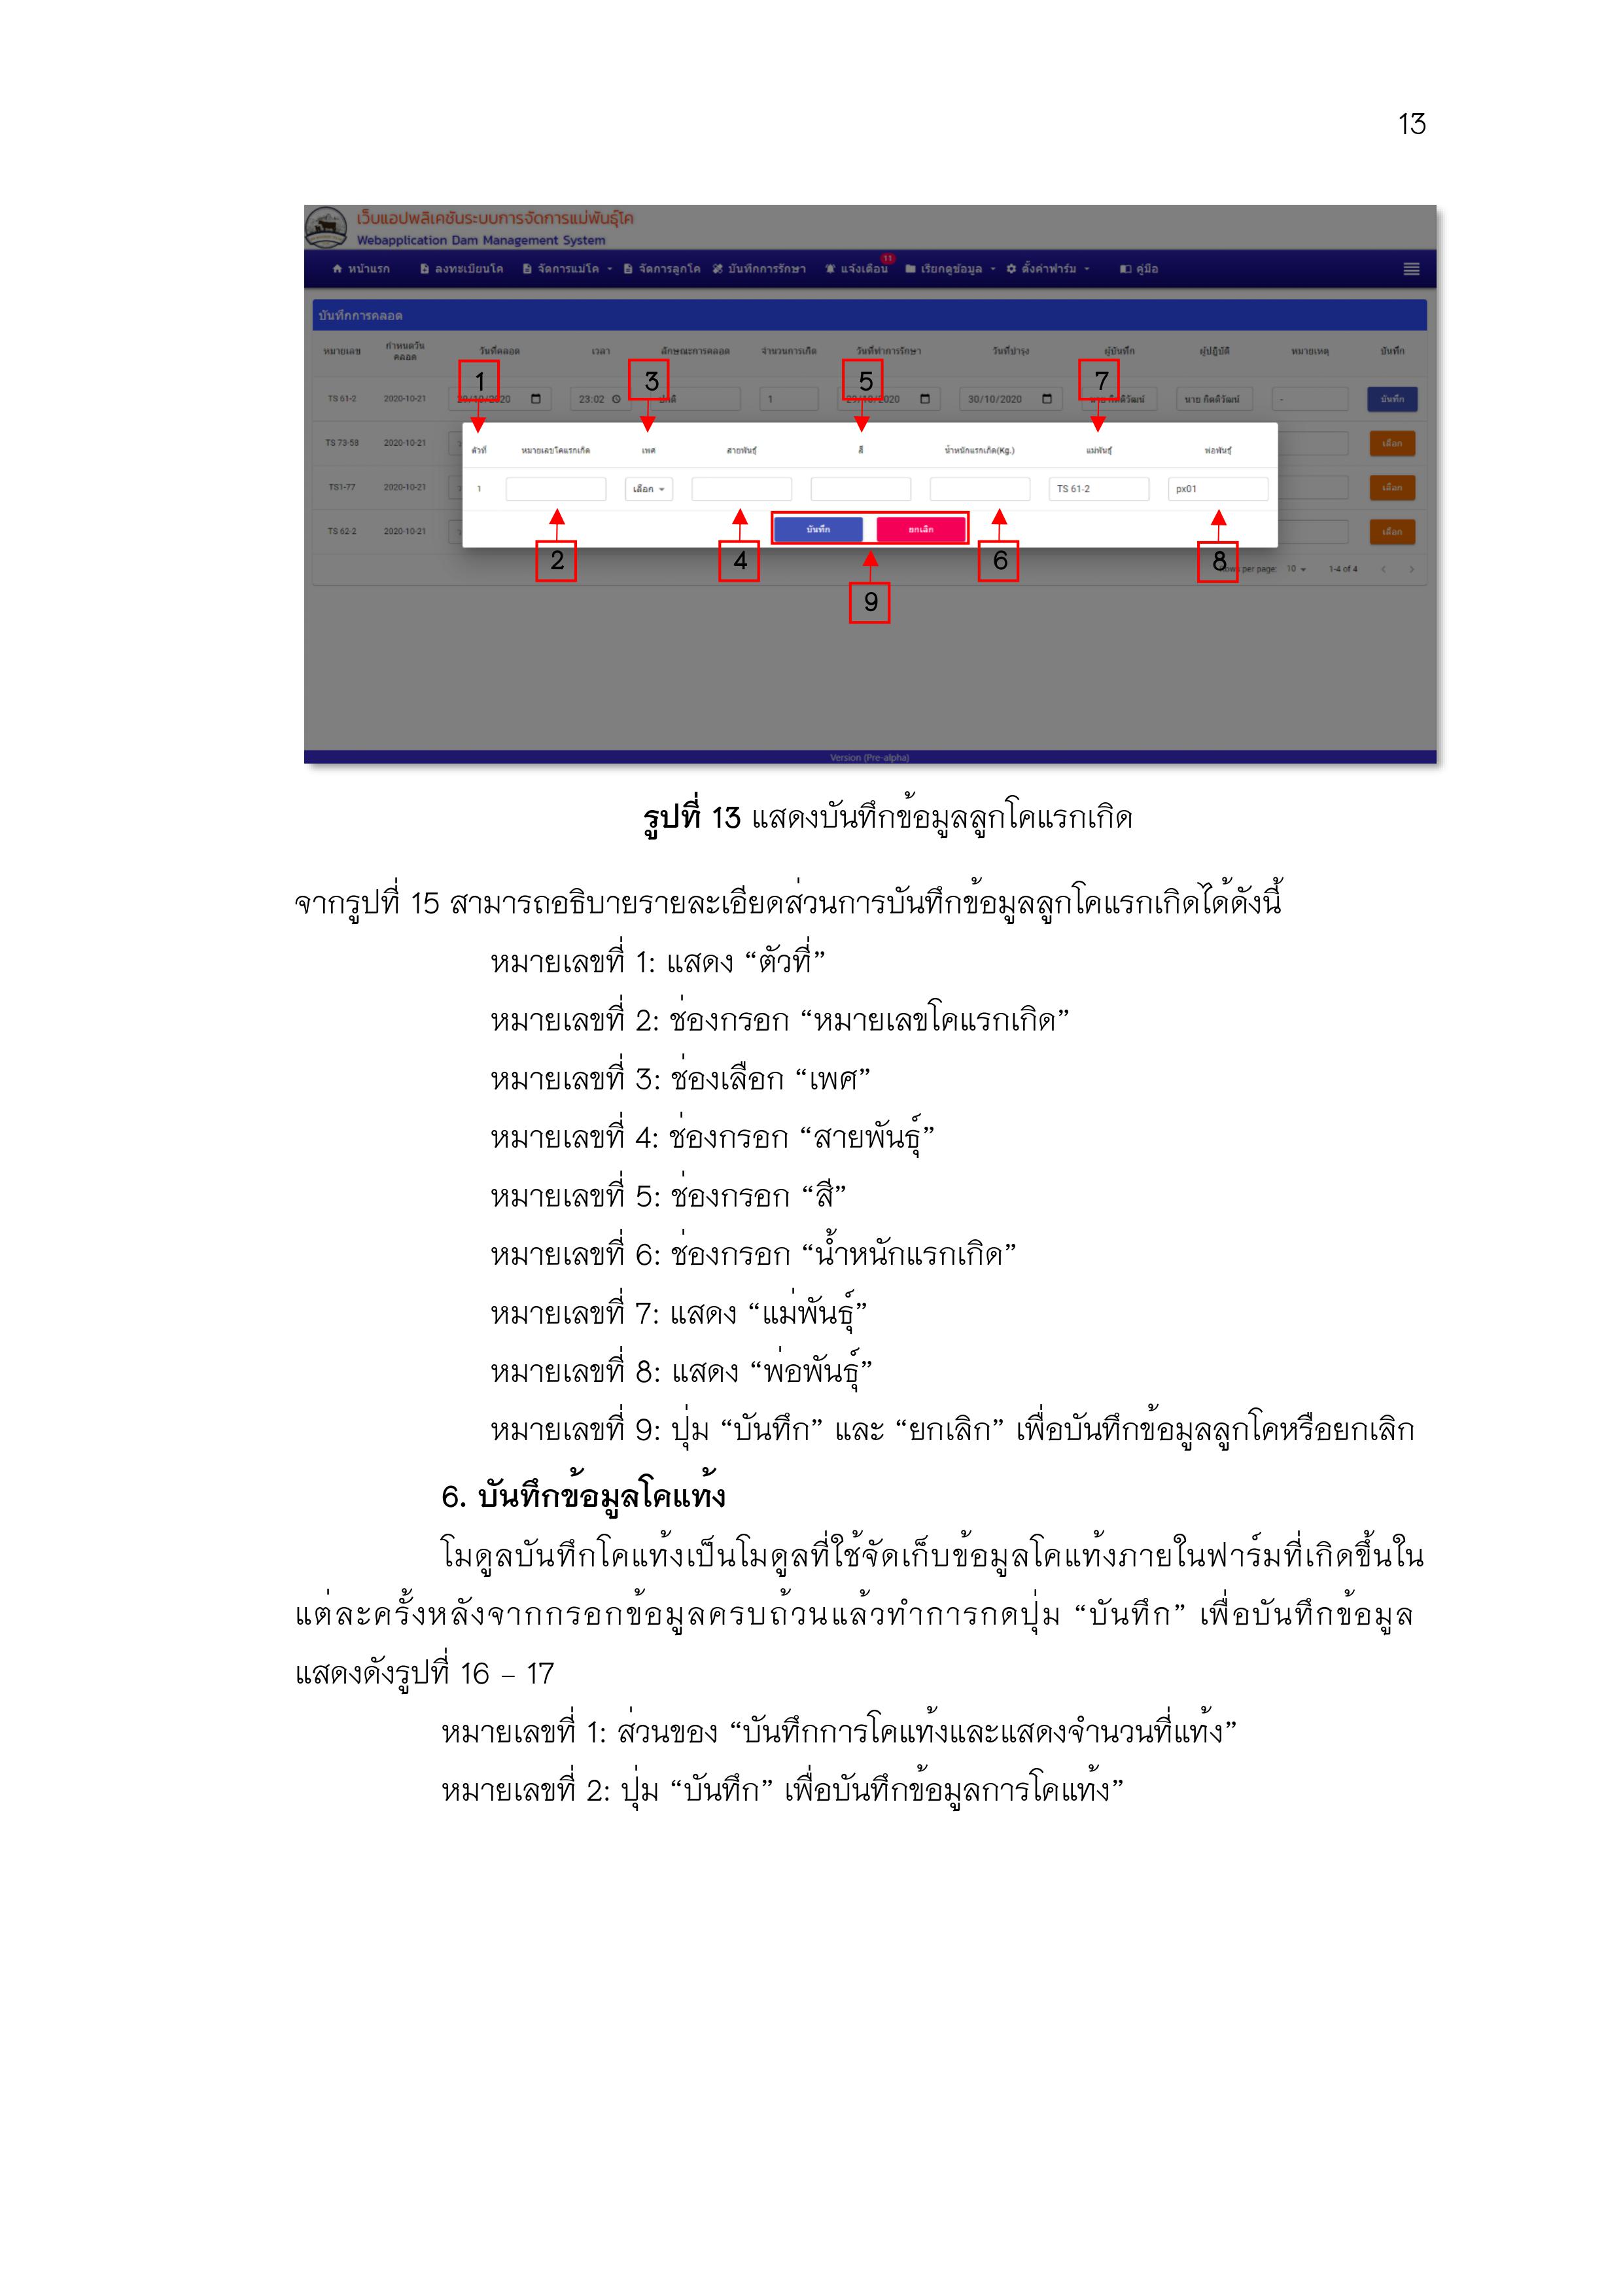 13
เว็บแอปพลิเคชันระบบการจัดการแม่พันธุ์โค
Webapplication Dam Management System
หน้าแรก ลงทะเบียนโค จัดการแม่โค จัดการลูกโค บันทึกการรักษา แจ้งเตือน 11 เรียกดูข้อมูล ตั้งค่าฟาร์ม คู่มือ
บันทึกการคลอด
หมายเลข กำหนดวันคลอด วันที่คลอด เวลา ลักษณะการคลอด จำนวนการเกิด วันที่ทำการรักษา วันที่บำรุง ผู้บันทึก ผู้ปฏิบัติ หมายเหตุ บันทึก
1 3 5 7
TS 61-2 2020-10-21 29/10/2020 23:02 ปกติ 1 29/10/2020 30/10/2020 นาย กิตติวัฒน์ นาย กิตติวัฒน์ - บันทึก
TS 73-59 2020-10-21 เลือก
ตัวที่ หมายเลขโคแรกเกิด เพศ สายพันธุ์ สี น้ำหนักแรกเกิด(Kg.) แม่พันธุ์ พ่อพันธุ์
TS1-77 2020-10-21 เลือก
1 เลือก TS 61-2 px01
TS 62-2 2020-10-21 เลือก
บันทึก ยกเลิก
2 4 6 8
Rows per page: 10 1-4 of 4
9
Version (Pre-alpha)
รูปที่ 13 แสดงบันทึกข้อมูลลูกโคแรกเกิด
จากรูปที่ 15 สามารถอธิบายรายละเอียดส่วนการบันทึกข้อมูลลูกโคแรกเกิดได้ดังนี้
หมายเลขที่ 1: แสดง “ตัวที่”
หมายเลขที่ 2: ช่องกรอก “หมายเลขโคแรกเกิด”
หมายเลขที่ 3: ช่องเลือก “เพศ”
หมายเลขที่ 4: ช่องกรอก “สายพันธุ์”
หมายเลขที่ 5: ช่องกรอก “สี”
หมายเลขที่ 6: ช่องกรอก “น้ำหนักแรกเกิด”
หมายเลขที่ 7: แสดง “แม่พันธุ์”
หมายเลขที่ 8: แสดง “พ่อพันธุ์”
หมายเลขที่ 9: ปุ่ม “บันทึก” และ “ยกเลิก” เพื่อบันทึกข้อมูลลูกโคหรือยกเลิก
6. บันทึกข้อมูลโคแท้ง
โมดูลบันทึกโคแท้งเป็นโมดูลที่ใช้จัดเก็บข้อมูลโคแท้งภายในฟาร์มที่เกิดขึ้นใน
แต่ละครั้งหลังจากกรอกข้อมูลครบถ้วนแล้วทำการกดปุ่ม “บันทึก” เพื่อบันทึกข้อมูล
แสดงดังรูปที่ 16 – 17
หมายเลขที่ 1: ส่วนของ “บันทึกการโคแท้งและแสดงจำนวนที่แท้ง”
หมายเลขที่ 2: ปุ่ม “บันทึก” เพื่อบันทึกข้อมูลการโคแท้ง”